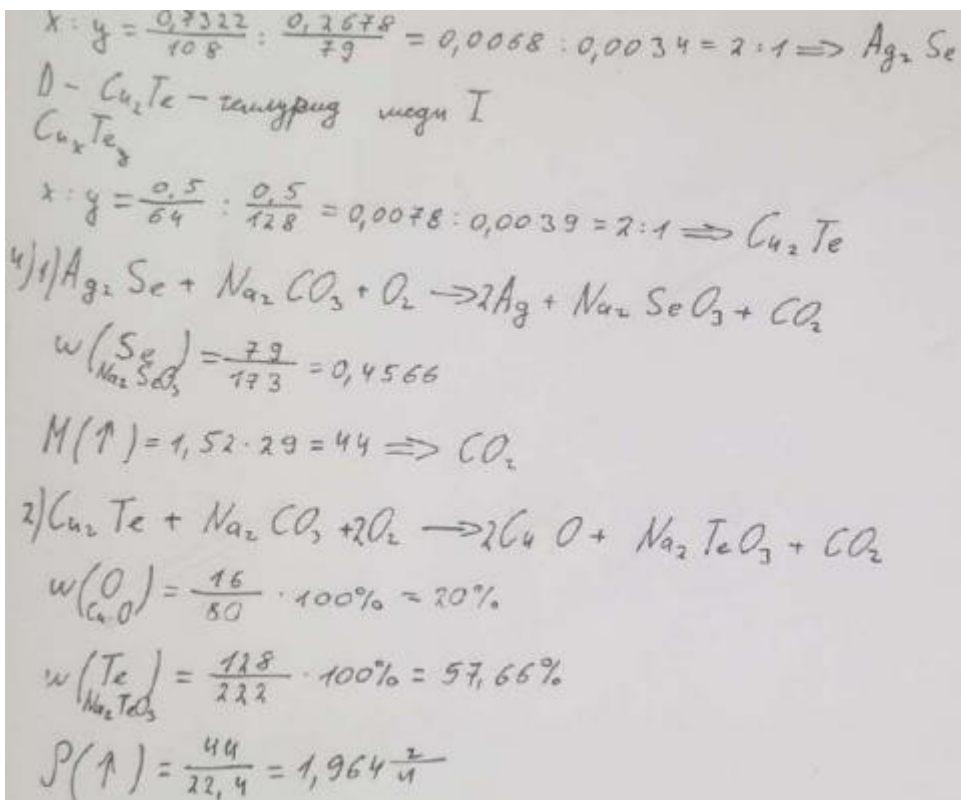 x : y = 0,7322/108 : 0,2678/79 = 0,0068 : 0,0034 = 2 : 1 ⟹ Ag₂Se
D - Cu₂Te - теллурид меди I
CuₓTeᵧ
x : y = 0,5/64 : 0,5/128 = 0,0078 : 0,0039 = 2 : 1 ⟹ Cu₂Te
4) 1) Ag₂Se + Na₂CO₃ + O₂ ⟶ 2Ag + Na₂SeO₃ + CO₂
w(Se Na₂SeO₃) = 79/173 = 0,4566
M(↑) = 1,52 · 29 = 44 ⟹ CO₂
2) Cu₂Te + Na₂CO₃ + 2O₂ ⟶ 2CuO + Na₂TeO₃ + CO₂
w(O CuO) = 16/80 · 100% = 20%
w(Te Na₂TeO₃) = 128/222 · 100% = 57,66%
ρ(↑) = 44/22,4 = 1,964 г/л